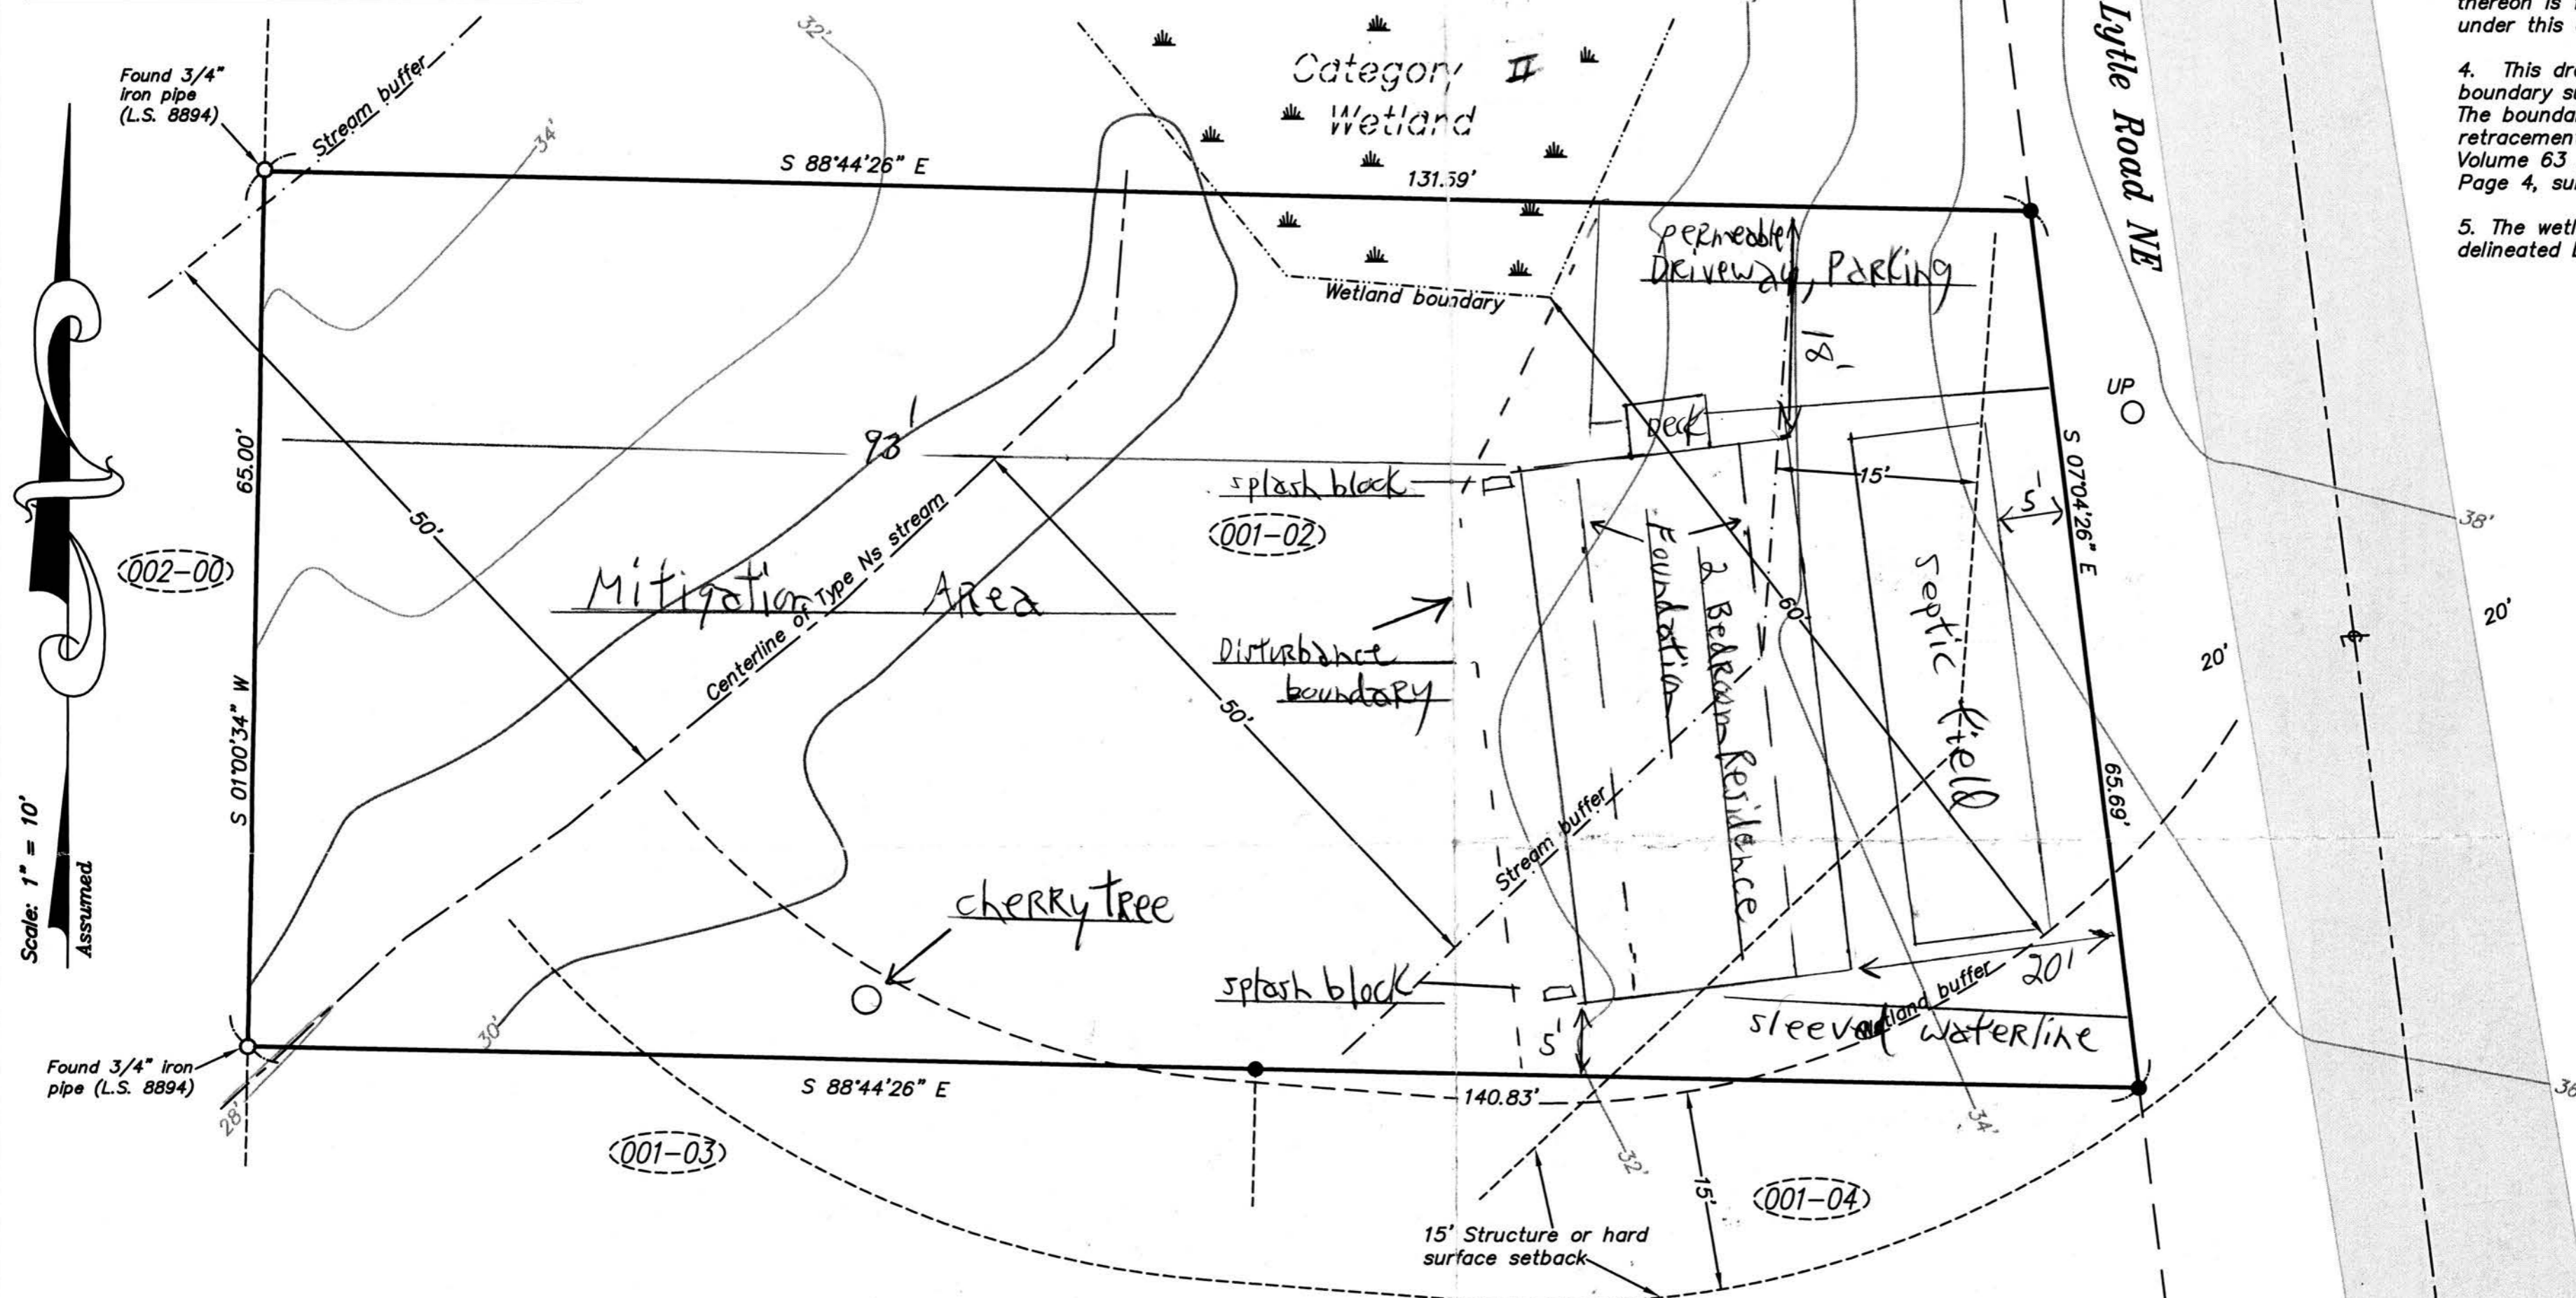 thereon is
under this
Found 3/4"
iron pipe
(L.S. 8894)
Stream buffer
32'
34'
Category II
Wetland
Lytle Road NE
4. This
boundary
The
Volume 63
Page 4,
5. The
delineated
S 88°44'26" E
131.59'
Wetland boundary
permeable
Driveway, Parking
18'
Deck
UP
93'
splash block
(001-02)
15'
5'
S 07°04'26" E
38'
65.00'
50'
(002-00)
Mitigation Area
Centerline of Type Ns stream
Disturbance
boundary
50'
Foundation
2 Bedroom Residence
60'
septic field
20'
20'
S 01°00'34" W
65.69'
Scale: 1" = 10'
Assumed
Stream buffer
cherry tree
splash block
5'
Wetland buffer
20'
sleeved waterline
30'
Found 3/4" iron
pipe (L.S. 8894)
28'
S 88°44'26" E
140.83'
(001-03)
32'
34'
15'
(001-04)
15' Structure or hard
surface setback